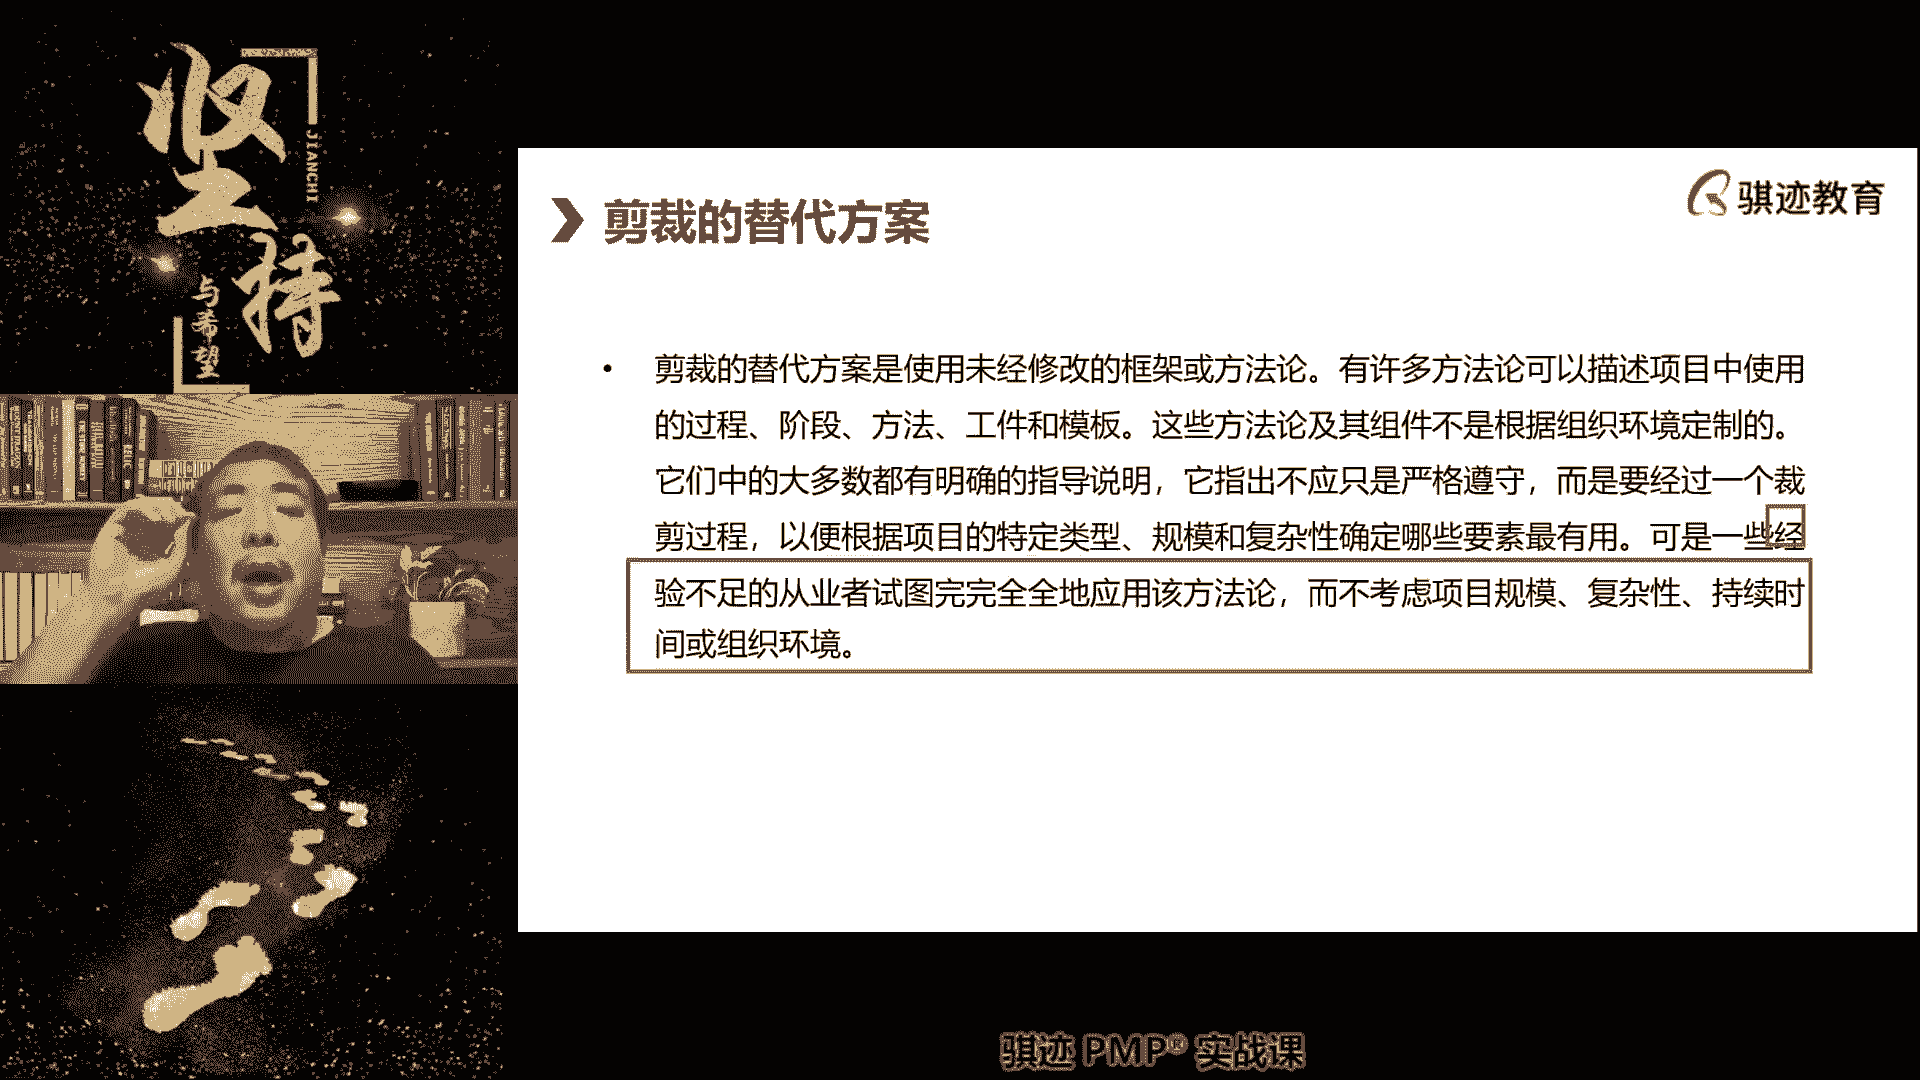 坚持
JIANCHI
与希望
骐迹教育
剪裁的替代方案
• 剪裁的替代方案是使用未经修改的框架或方法论。有许多方法论可以描述项目中使用
的过程、阶段、方法、工件和模板。这些方法论及其组件不是根据组织环境定制的。
它们中的大多数都有明确的指导说明，它指出不应只是严格遵守，而是要经过一个裁
剪过程，以便根据项目的特定类型、规模和复杂性确定哪些要素最有用。可是一些经
验不足的从业者试图完完全全地应用该方法论，而不考虑项目规模、复杂性、持续时
间或组织环境。
骐迹 PMP® 实战课